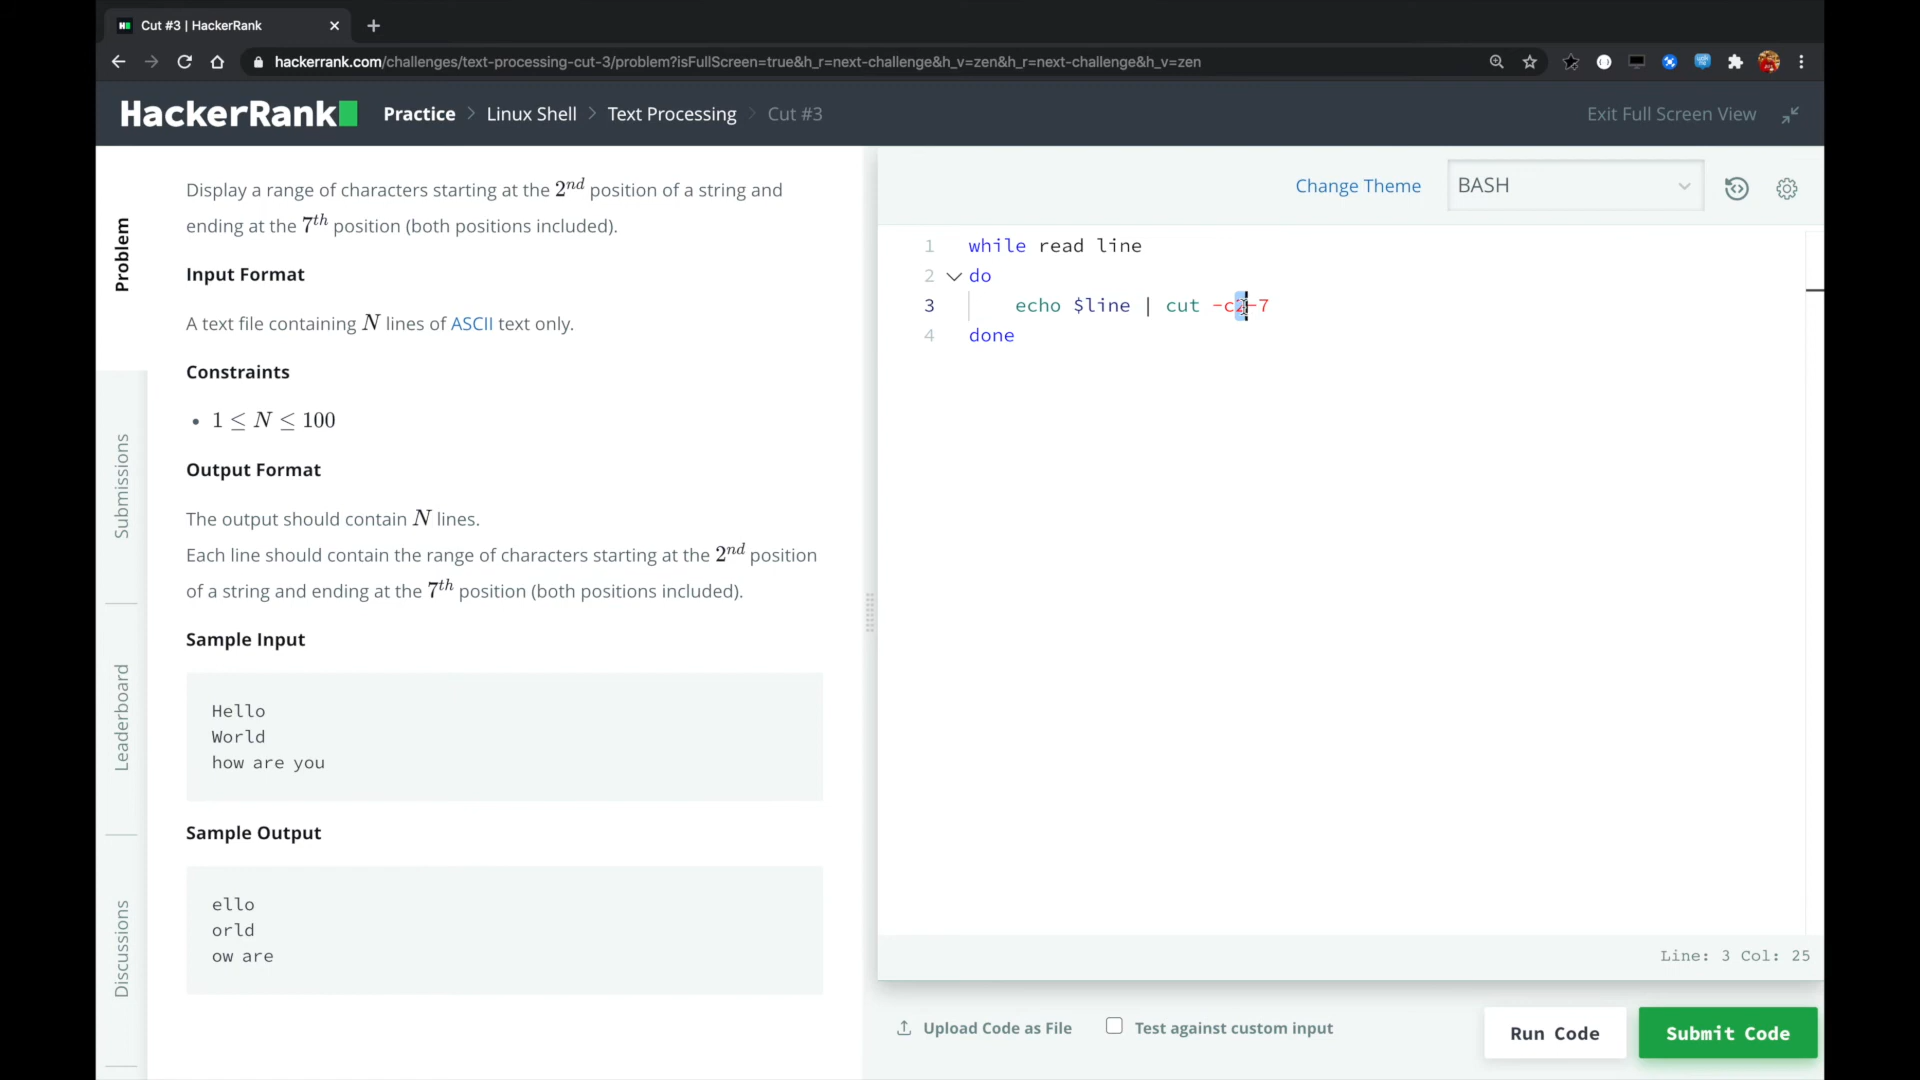 Cut #3 | HackerRank
hackerrank.com/challenges/text-processing-cut-3/problem?isFullScreen=true&h_r=next-challenge&h_v=zen&h_r=next-challenge&h_v=zen
HackerRank
Practice > Linux Shell > Text Processing > Cut #3
Exit Full Screen View
Problem
Submissions
Leaderboard
Discussions
Display a range of characters starting at the 2nd position of a string and
ending at the 7th position (both positions included).
Input Format
A text file containing N lines of ASCII text only.
Constraints
• 1 ≤ N ≤ 100
Output Format
The output should contain N lines.
Each line should contain the range of characters starting at the 2nd position
of a string and ending at the 7th position (both positions included).
Sample Input
Hello
World
how are you
Sample Output
ello
orld
ow are
Change Theme
BASH
1 while read line
2 do
3 echo $line | cut -c2-7
4 done
Line: 3 Col: 25
Upload Code as File
Test against custom input
Run Code
Submit Code